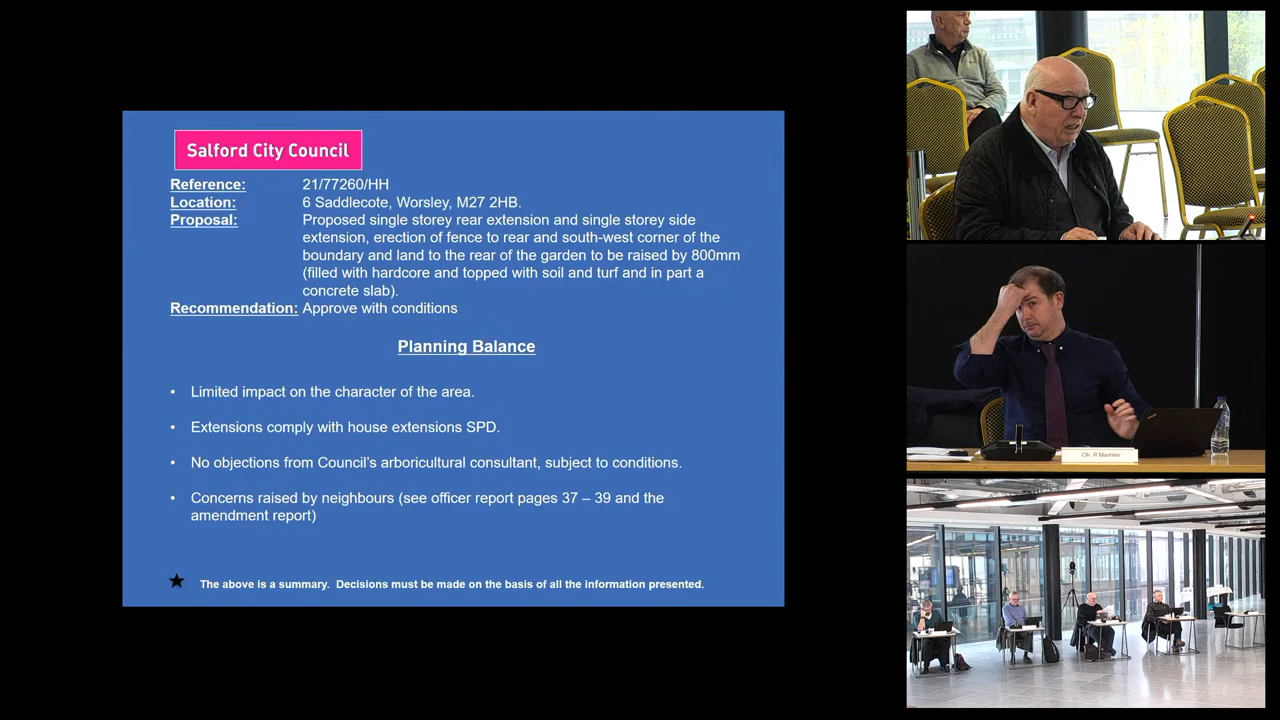 Salford City Council
Reference: 21/77260/HH
Location: 6 Saddlecote, Worsley, M27 2HB.
Proposal: Proposed single storey rear extension and single storey side
extension, erection of fence to rear and south-west corner of the
boundary and land to the rear of the garden to be raised by 800mm
(filled with hardcore and topped with soil and turf and in part a
concrete slab).
Recommendation: Approve with conditions
Planning Balance
• Limited impact on the character of the area.
• Extensions comply with house extensions SPD.
• No objections from Council's arboricultural consultant, subject to conditions.
• Concerns raised by neighbours (see officer report pages 37 – 39 and the
amendment report)
★ The above is a summary. Decisions must be made on the basis of all the information presented.
Cllr R Mashiter